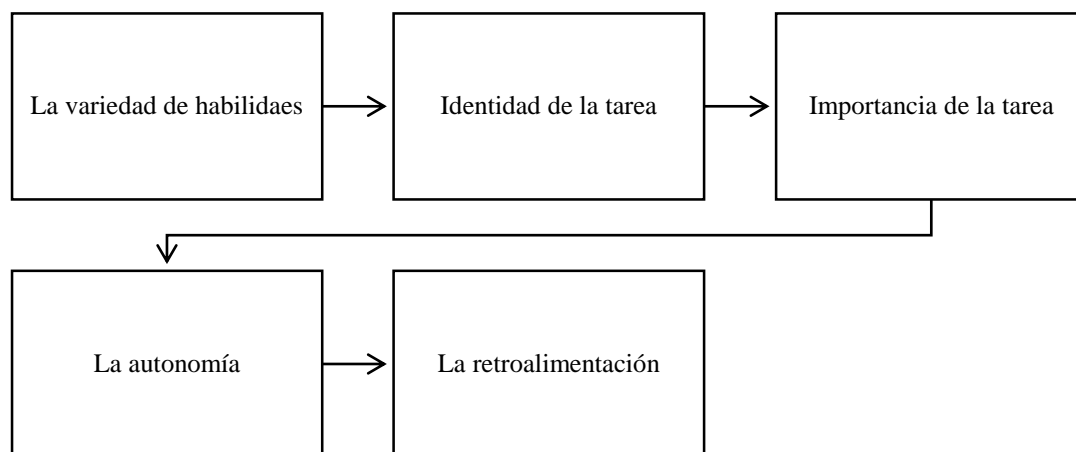 La variedad de habilidaes
Identidad de la tarea
Importancia de la tarea
La autonomía
La retroalimentación